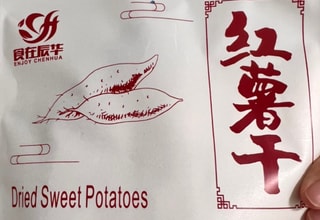 食在辰华
ENJOY CHENHUA
红薯干
Dried Sweet Potatoes